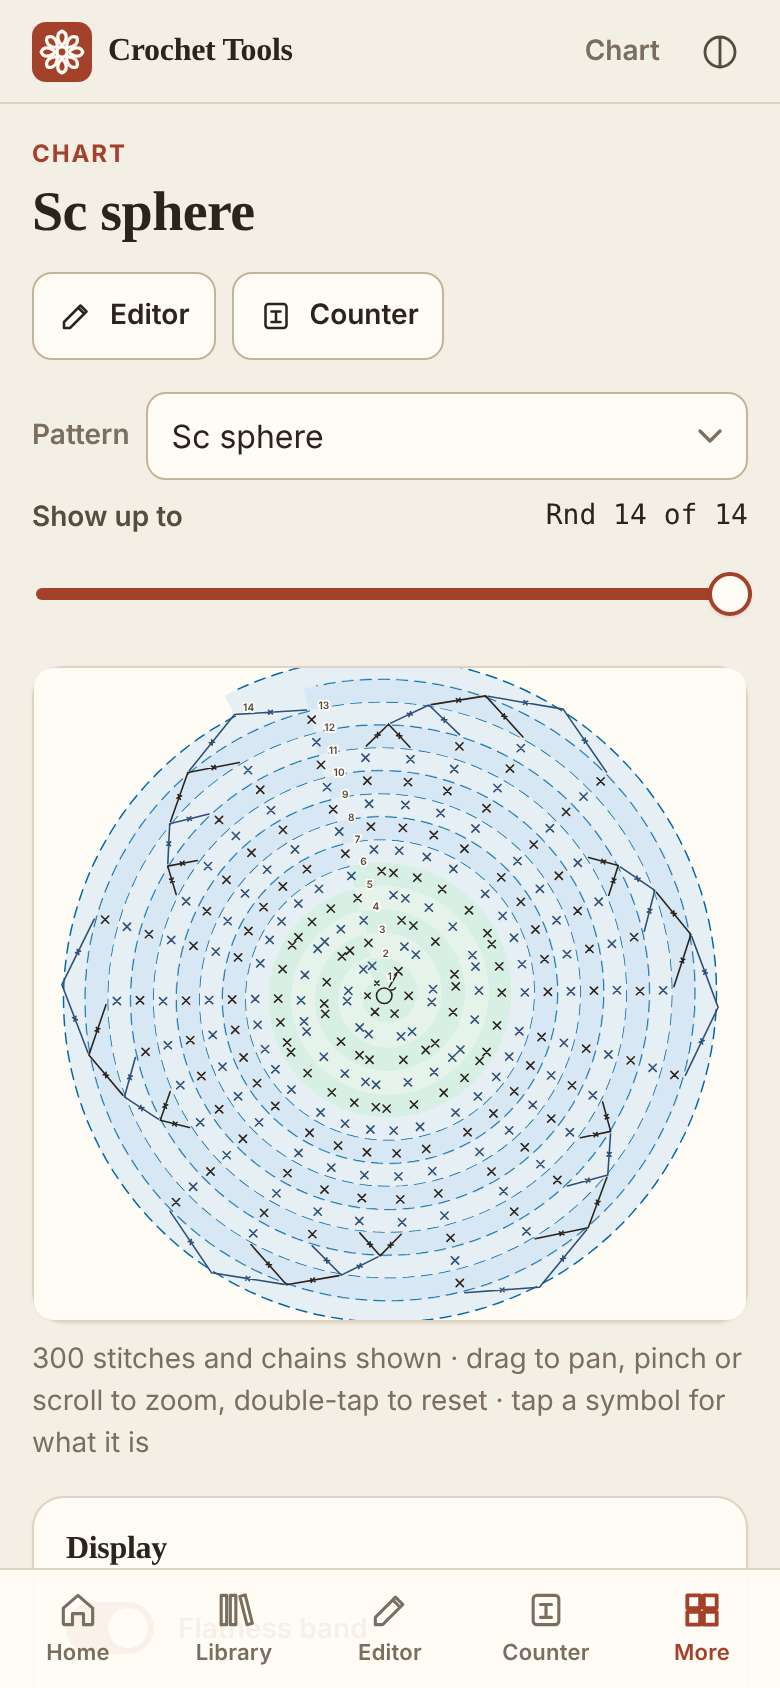 Crochet Tools
Chart
CHART
Sc sphere
Editor
Counter
Pattern
Sc sphere
Show up to
Rnd 14 of 14
14
13
12
11
10
9
8
7
6
5
4
3
2
1
300 stitches and chains shown · drag to pan, pinch or
scroll to zoom, double-tap to reset · tap a symbol for
what it is
Display
Flatness band
Home
Library
Editor
Counter
More